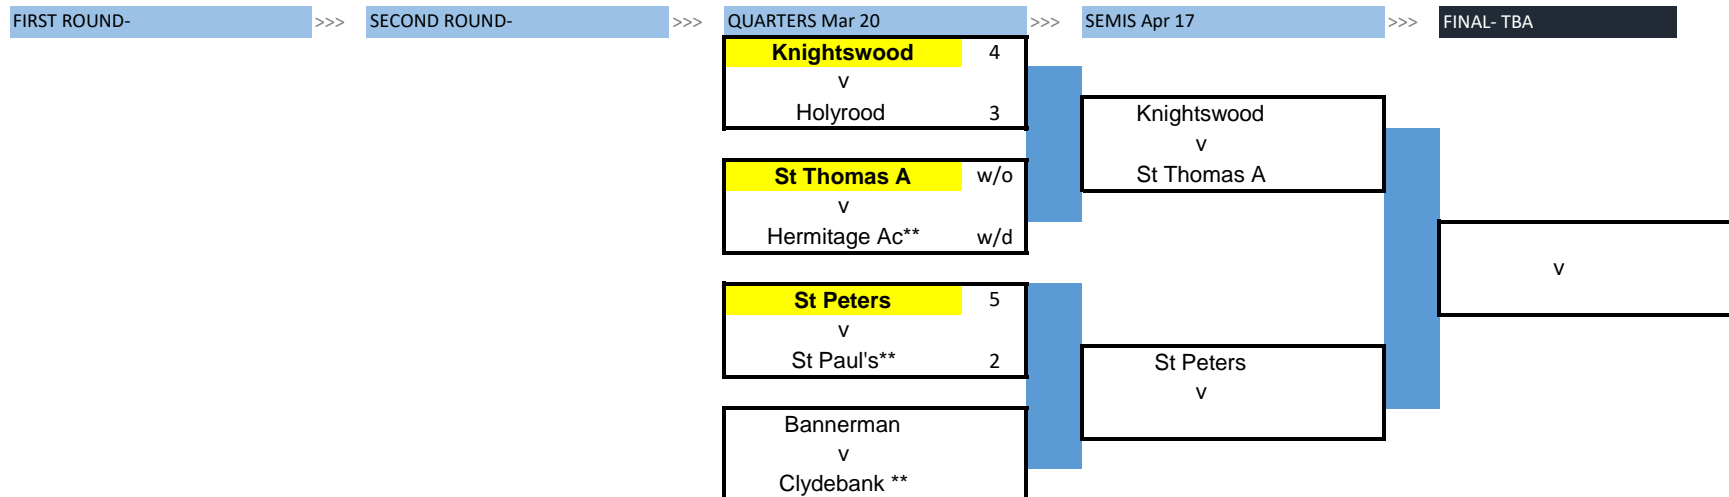 FIRST ROUND- >>> SECOND ROUND- >>> QUARTERS Mar 20 >>> SEMIS Apr 17 >>> FINAL- TBA
Knightswood 4
v
Holyrood 3
St Thomas A w/o
v
Hermitage Ac** w/d
St Peters 5
v
St Paul's** 2
Bannerman
v
Clydebank **
Knightswood
v
St Thomas A
St Peters
v
v